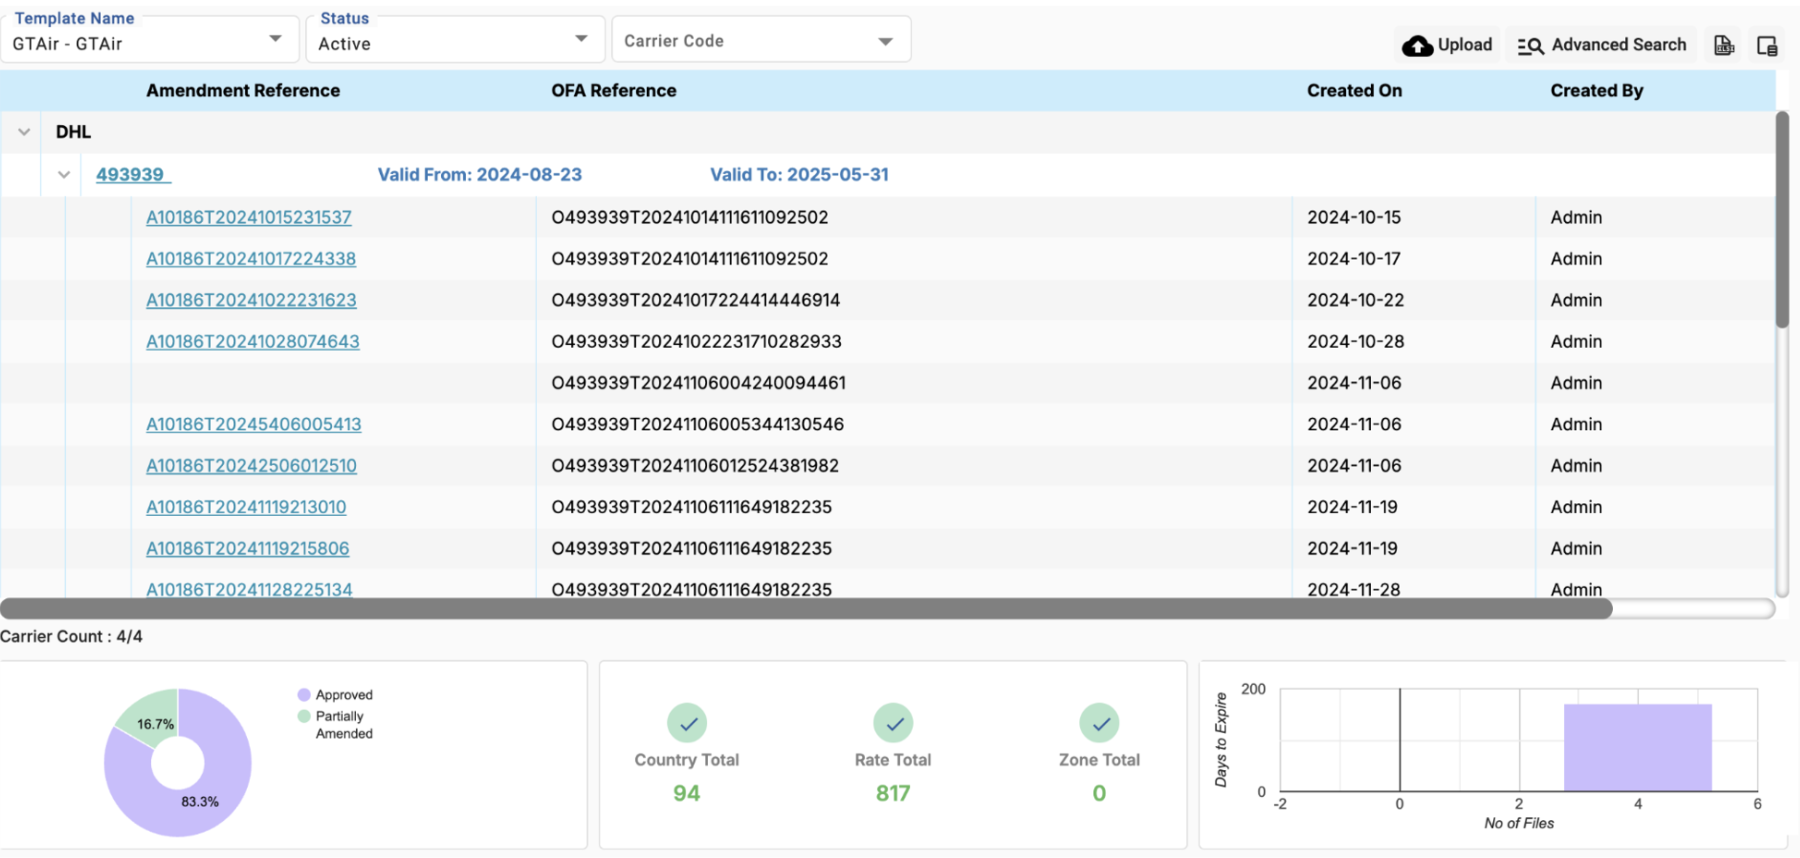 Template Name
GTAir - GTAir
Status
Active
Carrier Code
Upload
Advanced Search
Amendment Reference OFA Reference Created On Created By
DHL
493939 Valid From: 2024-08-23 Valid To: 2025-05-31
A10186T20241015231537 O493939T20241014111611092502 2024-10-15 Admin
A10186T20241017224338 O493939T20241014111611092502 2024-10-17 Admin
A10186T20241022231623 O493939T20241017224414446914 2024-10-22 Admin
A10186T20241028074643 O493939T20241022231710282933 2024-10-28 Admin
O493939T20241106004240094461 2024-11-06 Admin
A10186T20245406005413 O493939T20241106005344130546 2024-11-06 Admin
A10186T20242506012510 O493939T20241106012524381982 2024-11-06 Admin
A10186T20241119213010 O493939T20241106111649182235 2024-11-19 Admin
A10186T20241119215806 O493939T20241106111649182235 2024-11-19 Admin
A10186T20241128225134 O493939T20241106111649182235 2024-11-28 Admin
Carrier Count : 4/4
16.7%
83.3%
Approved
Partially
Amended
Country Total Rate Total Zone Total
94 817 0
Days to Expire
200
0
-2 0 2 4 6
No of Files